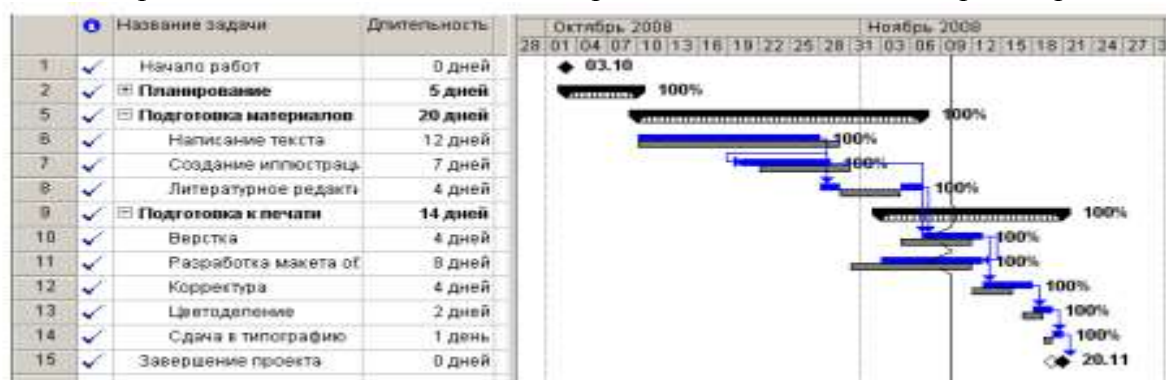 Название задачи Длительность Октябрь 2008 Ноябрь 2008
28 01 04 07 10 13 16 19 22 25 28 31 03 06 09 12 15 18 21 24 27 3
1 Начало работ 0 дней 03.10
2 Планирование 5 дней 100%
5 Подготовка материалов 20 дней 100%
6 Написание текста 12 дней 100%
7 Создание иллюстрац 7 дней 100%
8 Литературное редакти 4 дней 100%
9 Подготовка к печати 14 дней 100%
10 Верстка 4 дней 100%
11 Разработка макета об 8 дней 100%
12 Корректура 4 дней 100%
13 Цветоделение 2 дней 100%
14 Сдача в типографию 1 день 100%
15 Завершение проекта 0 дней 20.11